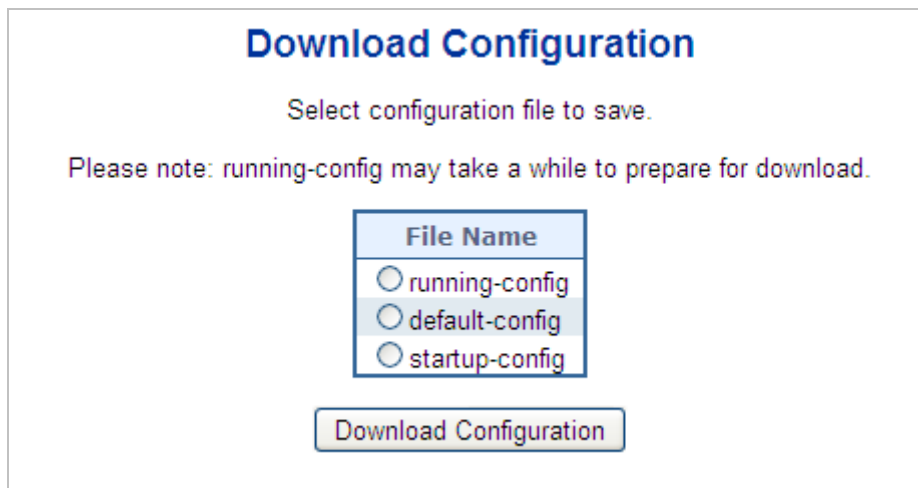 Download Configuration
Select configuration file to save.
Please note: running-config may take a while to prepare for download.
File Name
running-config
default-config
startup-config
Download Configuration